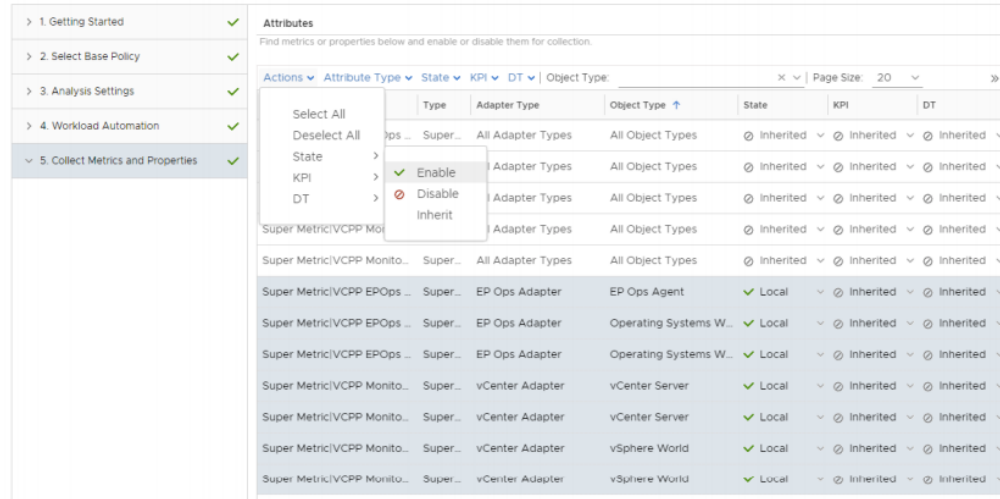 1. Getting Started
2. Select Base Policy
3. Analysis Settings
4. Workload Automation
5. Collect Metrics and Properties
Attributes
Find metrics or properties below and enable or disable them for collection.
Actions Attribute Type State KPI DT Object Type: Page Size: 20
Type Adapter Type Object Type State KPI DT
Select All
Deselect All
State
KPI
DT
Enable
Disable
Inherit
Ops ... Super... All Adapter Types All Object Types Inherited Inherited Inherited
Adapter Types All Object Types Inherited Inherited Inherited
Adapter Types All Object Types Inherited Inherited Inherited
Super Metric|VCPP Mo Adapter Types All Object Types Inherited Inherited Inherited
Super Metric|VCPP Monito... Super... All Adapter Types All Object Types Inherited Inherited Inherited
Super Metric|VCPP EPOps ... Super... EP Ops Adapter EP Ops Agent Local Inherited Inherited
Super Metric|VCPP EPOps ... Super... EP Ops Adapter Operating Systems W... Local Inherited Inherited
Super Metric|VCPP EPOps ... Super... EP Ops Adapter Operating Systems W... Local Inherited Inherited
Super Metric|VCPP Monito... Super... vCenter Adapter vCenter Server Local Inherited Inherited
Super Metric|VCPP Monito... Super... vCenter Adapter vCenter Server Local Inherited Inherited
Super Metric|VCPP Monito... Super... vCenter Adapter vSphere World Local Inherited Inherited
Super Metric|VCPP Monito... Super... vCenter Adapter vSphere World Local Inherited Inherited